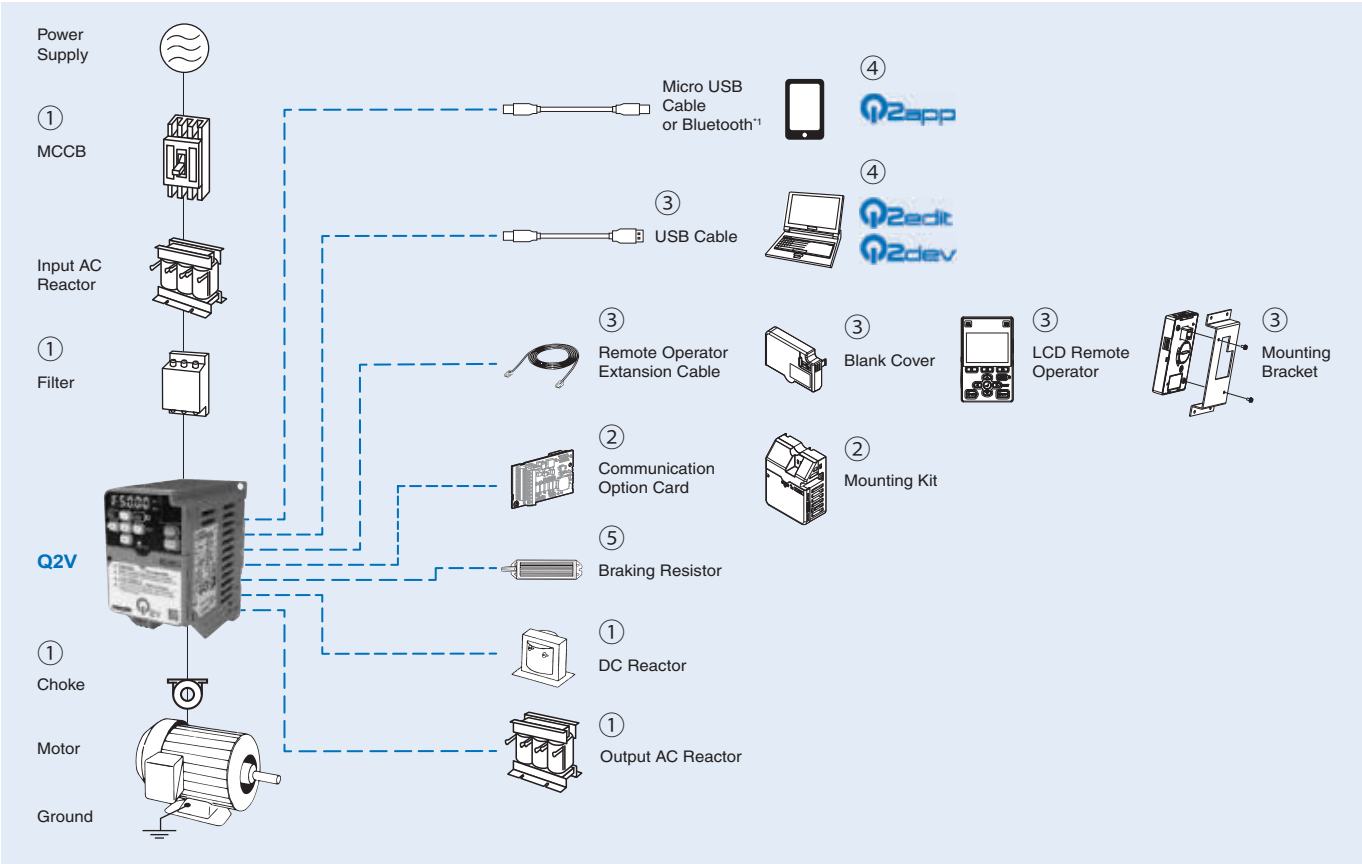 Power
Supply
①
MCCB
Input AC
Reactor
①
Filter
Q2V
①
Choke
Motor
Ground
Micro USB
Cable
or Bluetooth*1
④
Q2app
③
USB Cable
④
Q2edit
Q2dev
③
Remote Operator
Extension Cable
③
Blank Cover
③
LCD Remote
Operator
③
Mounting
Bracket
②
Communication
Option Card
②
Mounting Kit
⑤
Braking Resistor
①
DC Reactor
①
Output AC Reactor